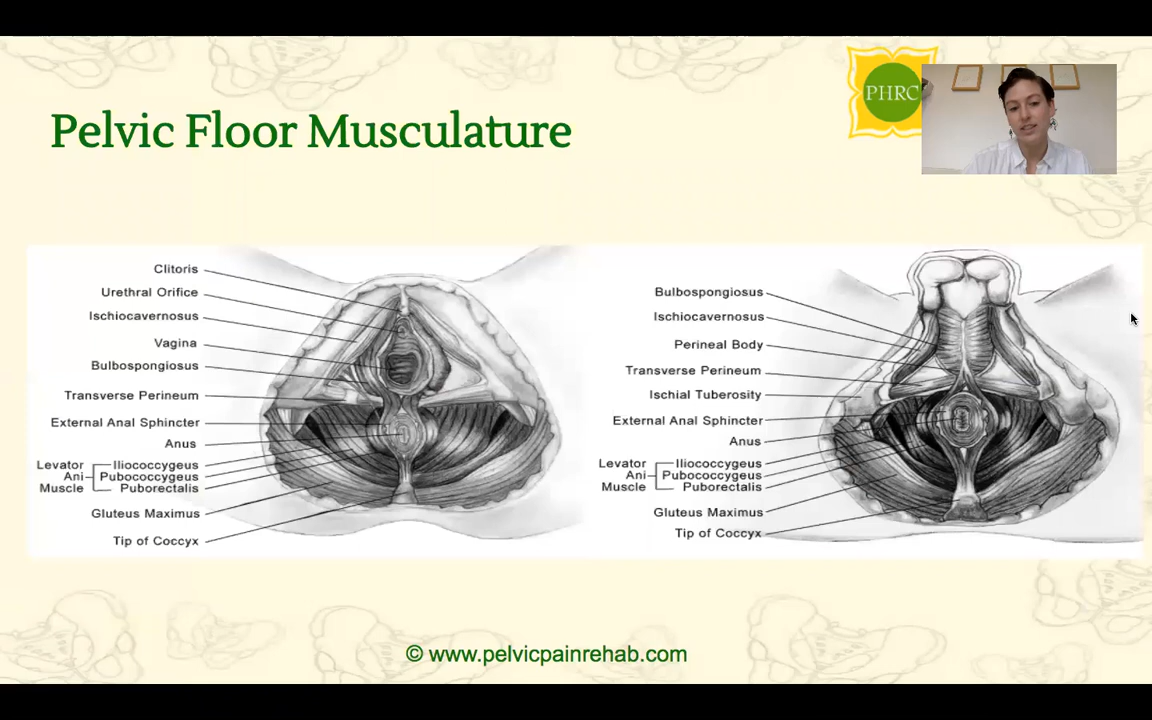 PHRC
Pelvic Floor Musculature
Clitoris
Urethral Orifice
Ischiocavernosus
Vagina
Bulbospongiosus
Transverse Perineum
External Anal Sphincter
Anus
Levator
Ani
Muscle
Iliococcygeus
Pubococcygeus
Puborectalis
Gluteus Maximus
Tip of Coccyx
Bulbospongiosus
Ischiocavernosus
Perineal Body
Transverse Perineum
Ischial Tuberosity
External Anal Sphincter
Anus
Levator
Ani
Muscle
Iliococcygeus
Pubococcygeus
Puborectalis
Gluteus Maximus
Tip of Coccyx
© www.pelvicpainrehab.com